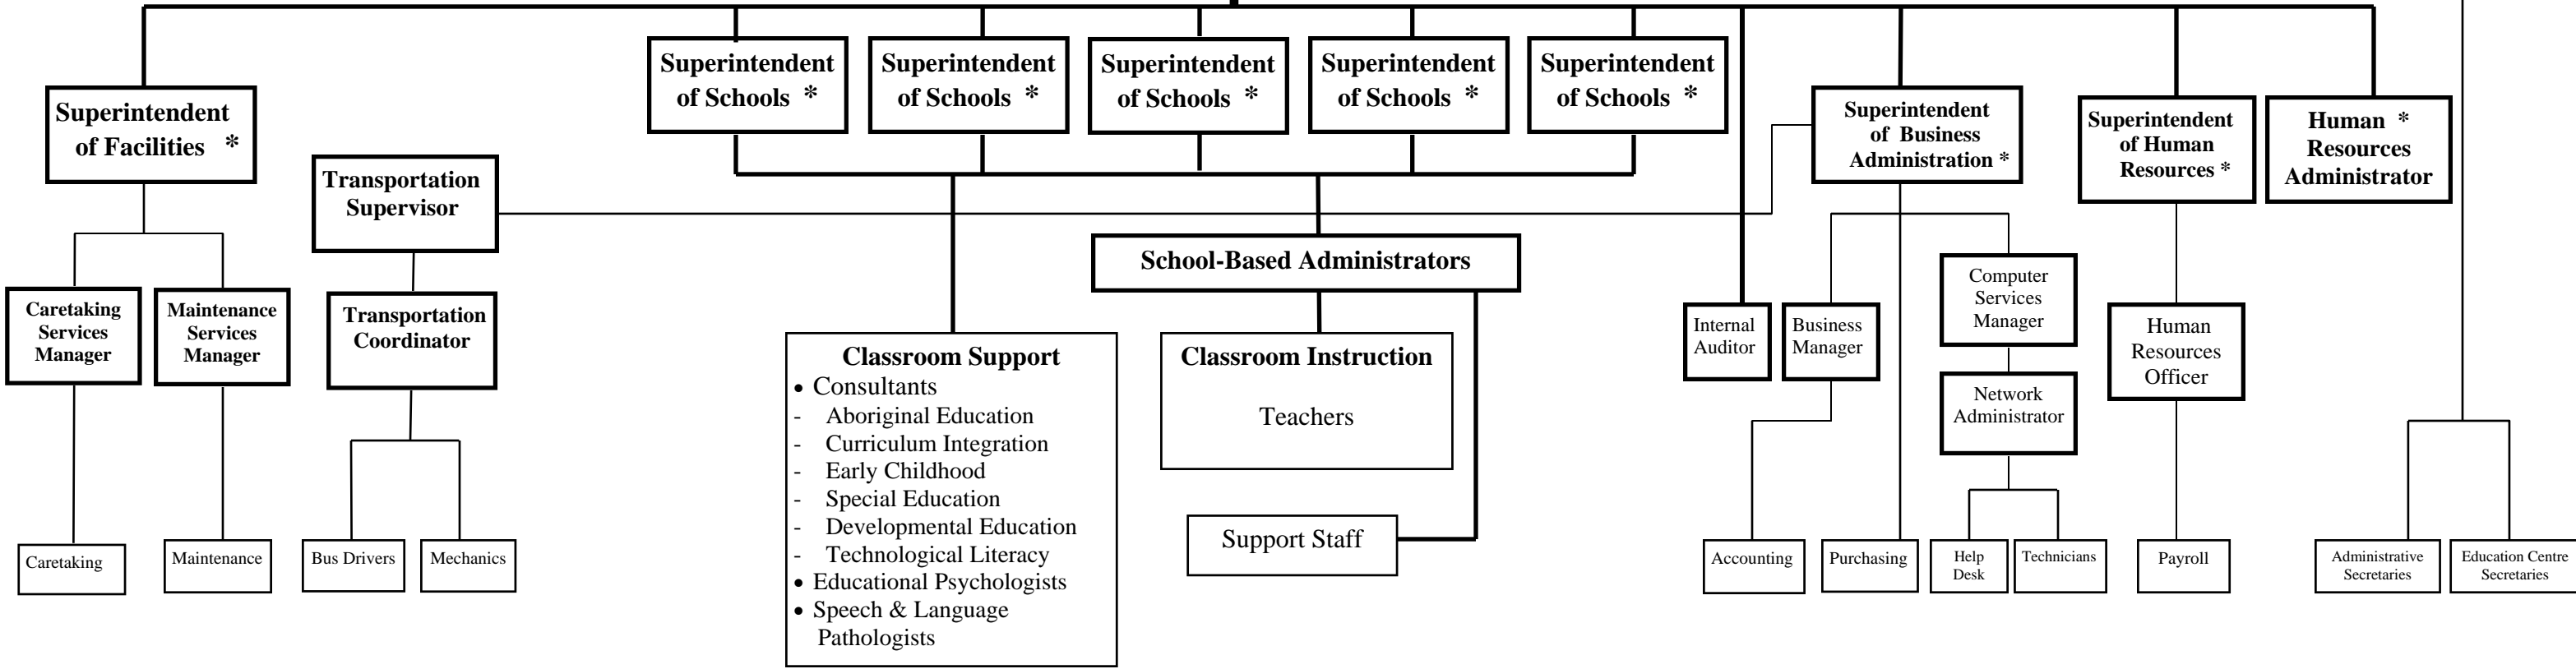 Superintendent
of Facilities *
Transportation
Supervisor
Superintendent
of Schools *
Superintendent
of Schools *
Superintendent
of Schools *
Superintendent
of Schools *
Superintendent
of Schools *
Superintendent
of Business
Administration *
Superintendent
of Human
Resources *
Human *
Resources
Administrator
School-Based Administrators
Caretaking
Services
Manager
Maintenance
Services
Manager
Transportation
Coordinator
Classroom Support
• Consultants
- Aboriginal Education
- Curriculum Integration
- Early Childhood
- Special Education
- Developmental Education
- Technological Literacy
• Educational Psychologists
• Speech & Language
Pathologists
Classroom Instruction
Teachers
Support Staff
Internal
Auditor
Business
Manager
Computer
Services
Manager
Network
Administrator
Human
Resources
Officer
Caretaking
Maintenance
Bus Drivers
Mechanics
Accounting
Purchasing
Help
Desk
Technicians
Payroll
Administrative
Secretaries
Education Centre
Secretaries